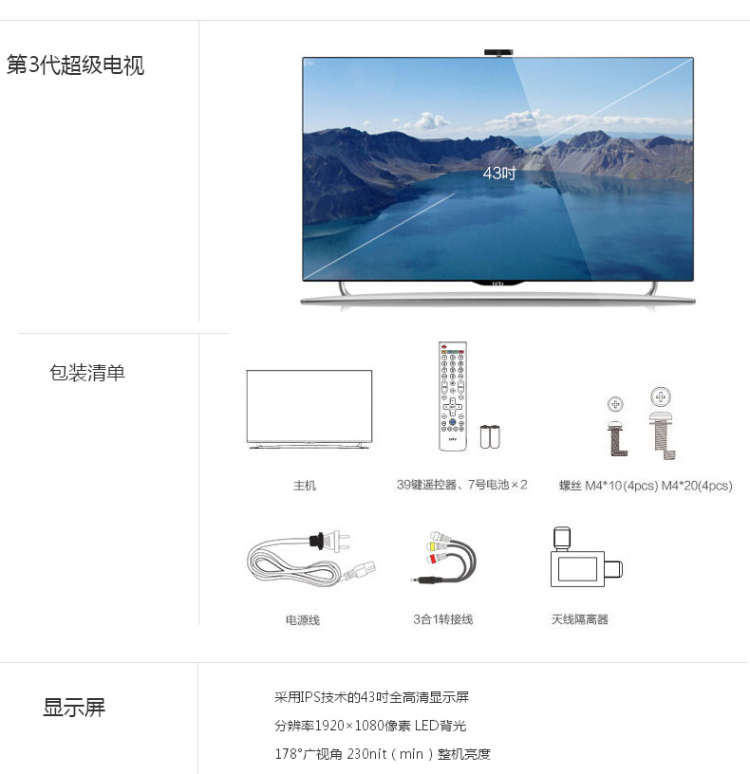 第3代超级电视
43吋
Letv
包装清单
主机
39键遥控器、7号电池×2
螺丝 M4*10(4pcs) M4*20(4pcs)
电源线
3合1转接线
天线隔离器
显示屏
采用IPS技术的43吋全高清显示屏
分辨率1920×1080像素 LED背光
178°广视角 230nit ( min ) 整机亮度